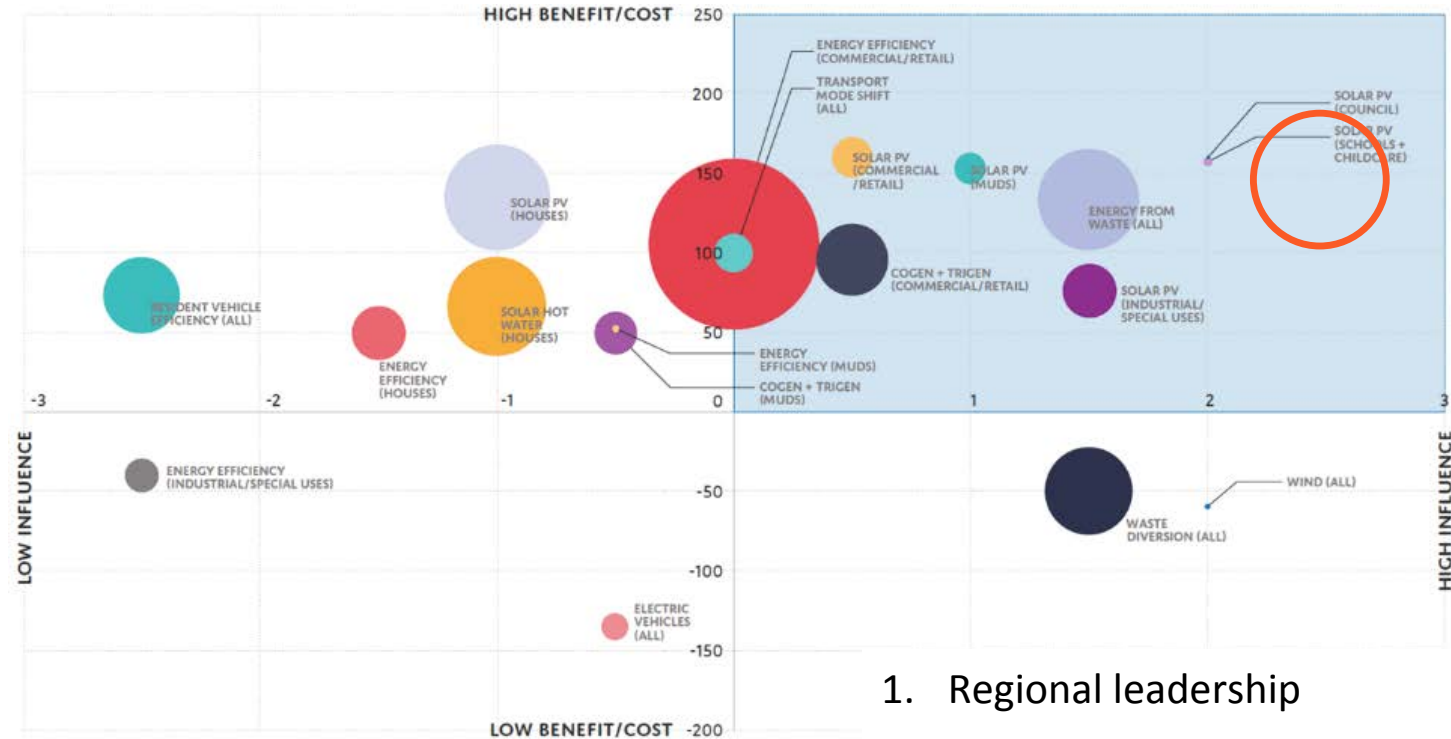 HIGH BENEFIT/COST
250
ENERGY EFFICIENCY
(COMMERCIAL/RETAIL)
TRANSPORT
MODE SHIFT
(ALL)
200
SOLAR PV
(COUNCIL)
SOLAR PV
(SCHOOLS +
CHILDCARE)
150
SOLAR PV
(COMMERCIAL
/RETAIL)
SOLAR PV
(MUDS)
SOLAR PV
(HOUSES)
ENERGY FROM
WASTE (ALL)
100
COGEN + TRIGEN
(COMMERCIAL/RETAIL)
SOLAR PV
(INDUSTRIAL/
SPECIAL USES)
RESIDENT VEHICLE
EFFICIENCY (ALL)
SOLAR HOT
WATER
(HOUSES)
50
ENERGY
EFFICIENCY
(HOUSES)
ENERGY
EFFICIENCY (MUDS)
COGEN + TRIGEN
(MUDS)
-3
-2
-1
0
1
2
3
LOW INFLUENCE
HIGH INFLUENCE
ENERGY EFFICIENCY
(INDUSTRIAL/SPECIAL USES)
-50
WIND (ALL)
WASTE
DIVERSION (ALL)
-100
ELECTRIC
VEHICLES
(ALL)
-150
1. Regional leadership
LOW BENEFIT/COST
-200